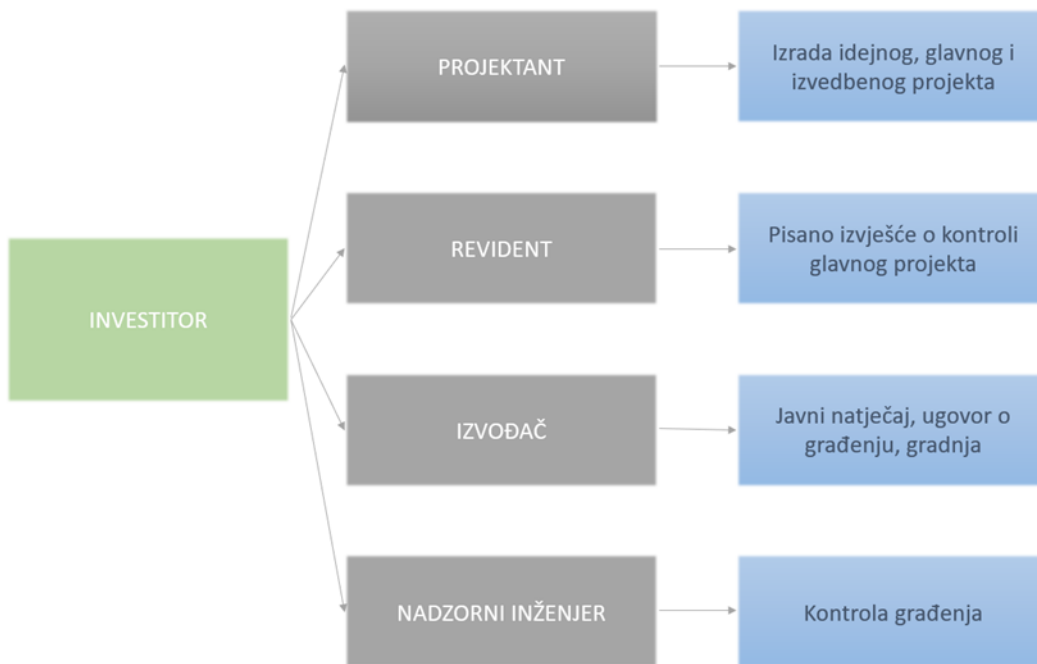 PROJEKTANT
Izrada idejnog, glavnog i
izvedbenog projekta
REVIDENT
Pisano izvješće o kontroli
glavnog projekta
INVESTITOR
IZVOĐAČ
Javni natječaj, ugovor o
građenju, gradnja
NADZORNI INŽENJER
Kontrola građenja